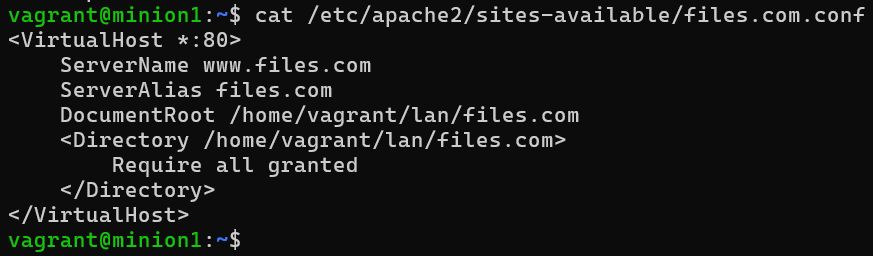 vagrant@minion1:~$ cat /etc/apache2/sites-available/files.com.conf
<VirtualHost *:80>
    ServerName www.files.com
    ServerAlias files.com
    DocumentRoot /home/vagrant/lan/files.com
    <Directory /home/vagrant/lan/files.com>
        Require all granted
    </Directory>
</VirtualHost>
vagrant@minion1:~$